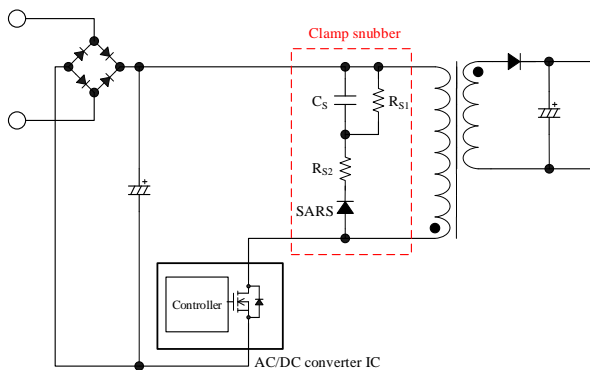 Clamp snubber
CS
RS1
RS2
SARS
Controller
AC/DC converter IC
+
+